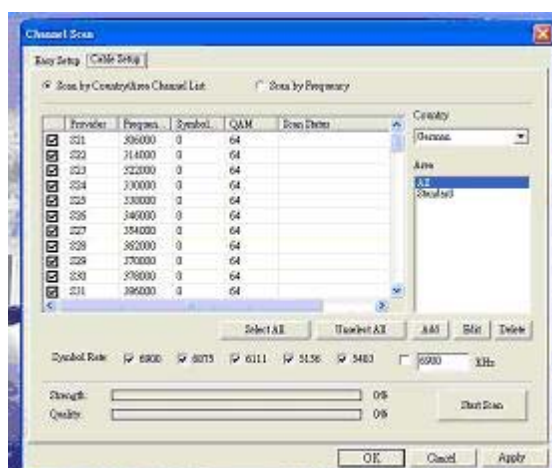 Channel Scan
Easy Setup Cable Setup
Scan by Country/Area Channel List Scan by Frequency
Country
Provider Frequen... Symbol... QAM Scan Status
German
S21 306000 0 64
Area
S22 314000 0 64
All
S23 322000 0 64
Standard
S24 330000 0 64
S25 338000 0 64
S26 346000 0 64
S27 354000 0 64
S28 362000 0 64
S29 370000 0 64
S30 378000 0 64
S31 0 64
Select All Unselect All Add Edit Delete
Symbol Rate 6900 6875 6111 5156 5483 6900 KHz
Strength: 0%
Quality: 0%
Start Scan
OK Cancel Apply